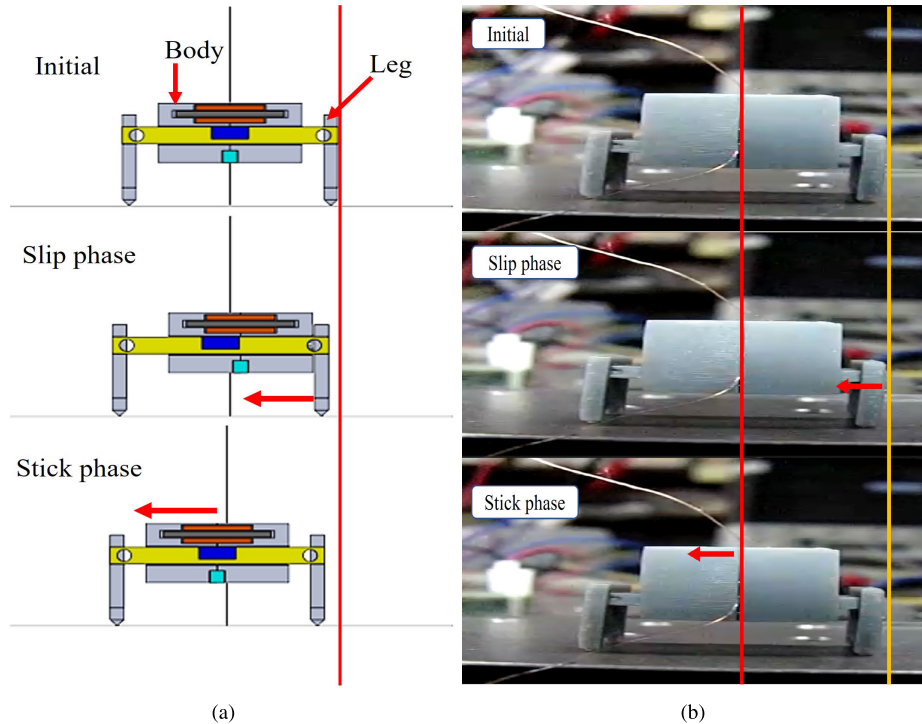 Initial
Body
Leg
Slip phase
Stick phase
(a)
Initial
Slip phase
Stick phase
(b)